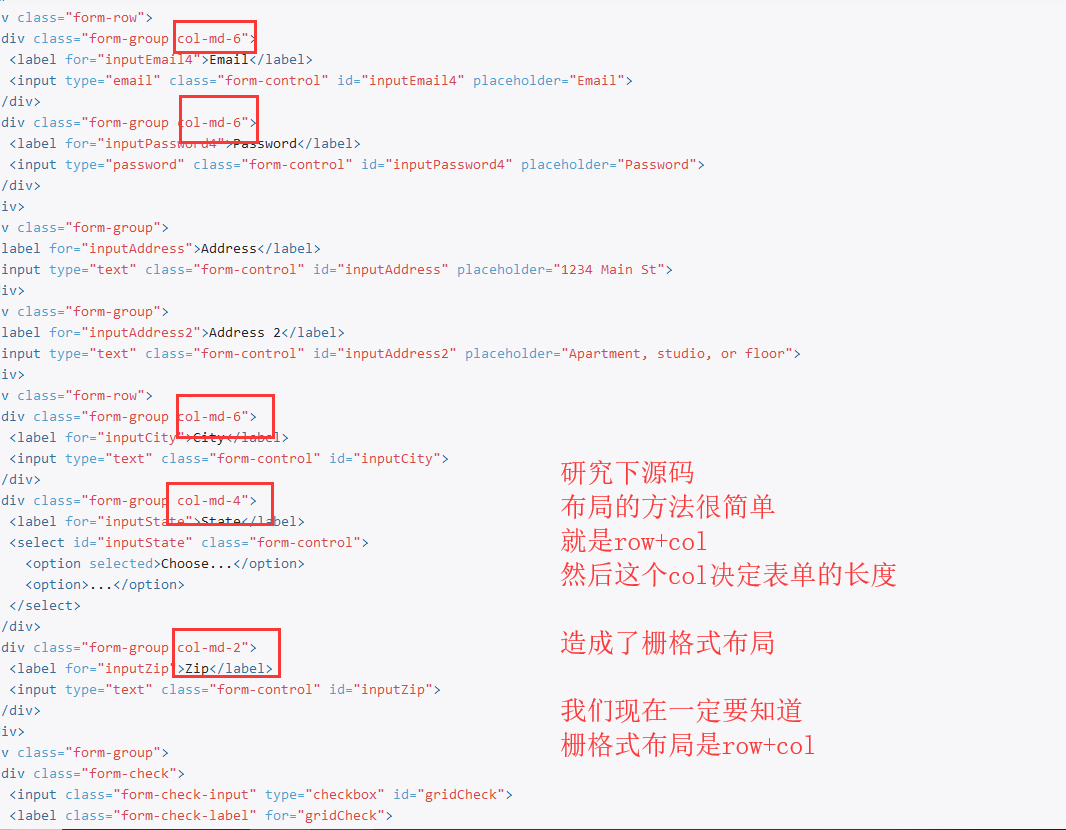 v class="form-row">
div class="form-group col-md-6">
<label for="inputEmail4">Email</label>
<input type="email" class="form-control" id="inputEmail4" placeholder="Email">
/div>
div class="form-group col-md-6">
<label for="inputPassword4">Password</label>
<input type="password" class="form-control" id="inputPassword4" placeholder="Password">
/div>
iv>
v class="form-group">
label for="inputAddress">Address</label>
input type="text" class="form-control" id="inputAddress" placeholder="1234 Main St">
iv>
v class="form-group">
label for="inputAddress2">Address 2</label>
input type="text" class="form-control" id="inputAddress2" placeholder="Apartment, studio, or floor">
iv>
v class="form-row">
div class="form-group col-md-6">
<label for="inputCity">City</label>
<input type="text" class="form-control" id="inputCity">
/div>
div class="form-group col-md-4">
<label for="inputState">State</label>
<select id="inputState" class="form-control">
<option selected>Choose...</option>
<option>...</option>
</select>
/div>
div class="form-group col-md-2">
<label for="inputZip">Zip</label>
<input type="text" class="form-control" id="inputZip">
/div>
iv>
v class="form-group">
div class="form-check">
<input class="form-check-input" type="checkbox" id="gridCheck">
<label class="form-check-label" for="gridCheck">
研究下源码
布局的方法很简单
就是row+col
然后这个col决定表单的长度
造成了栅格式布局
我们现在一定要知道
栅格式布局是row+col